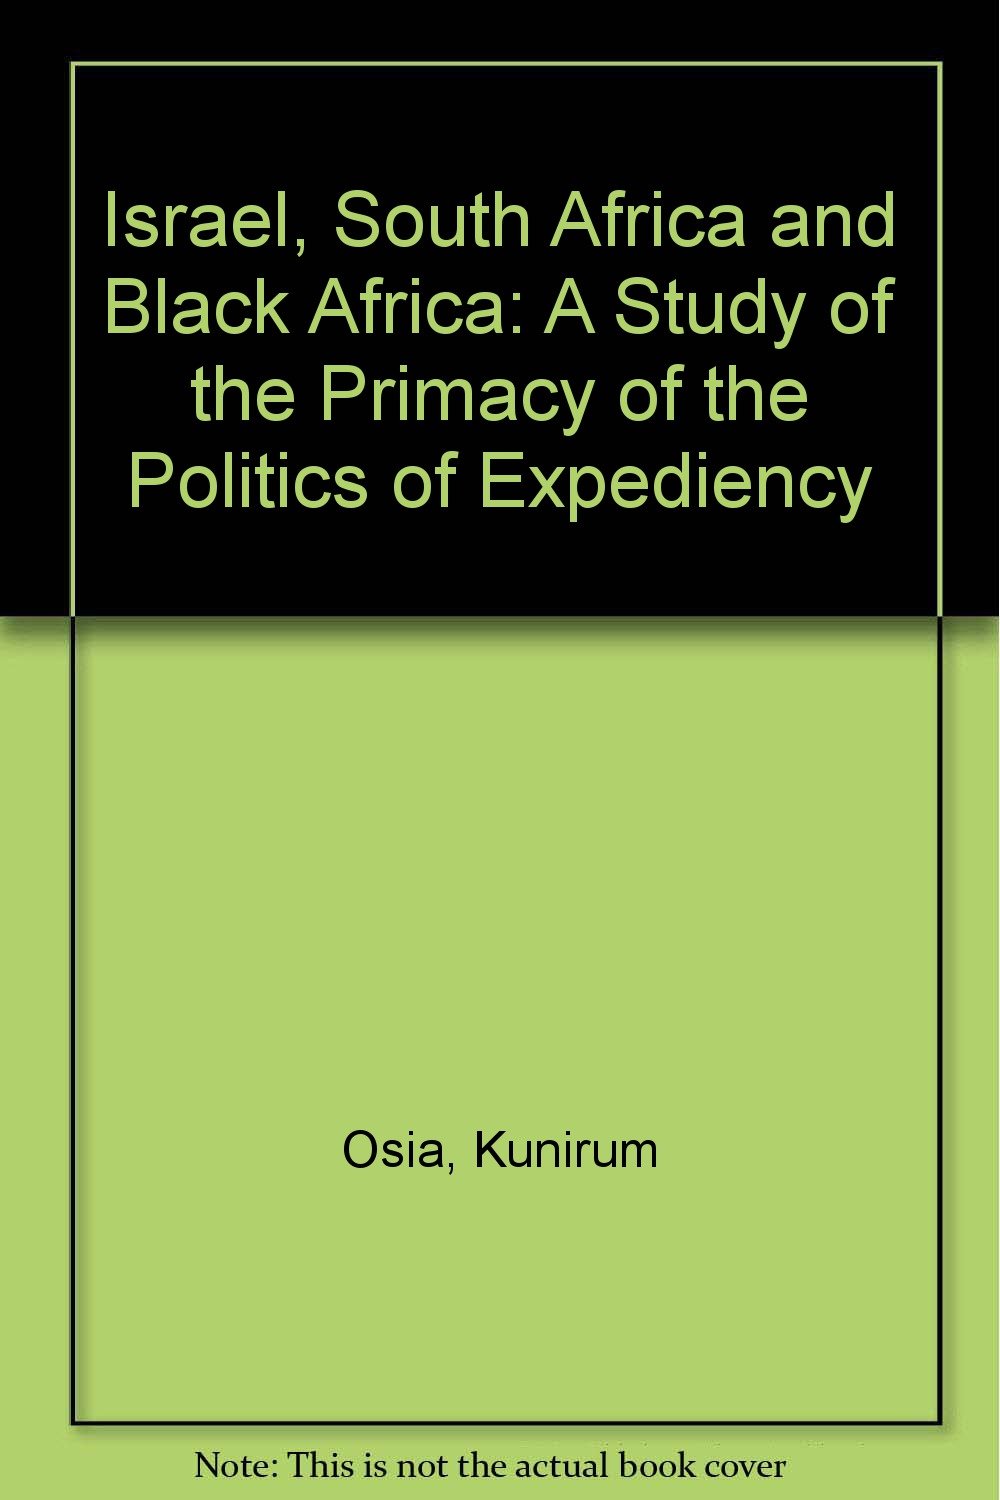 Israel, South Africa and
Black Africa: A Study of
the Primacy of the
Politics of Expediency
Osia, Kunirum
Note: This is not the actual book cover